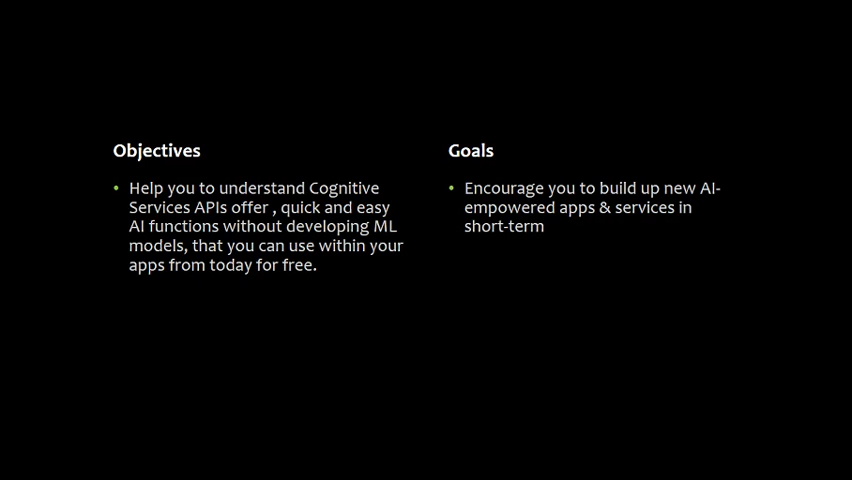 Objectives
• Help you to understand Cognitive
Services APIs offer , quick and easy
AI functions without developing ML
models, that you can use within your
apps from today for free.
Goals
• Encourage you to build up new AI-
empowered apps & services in
short-term